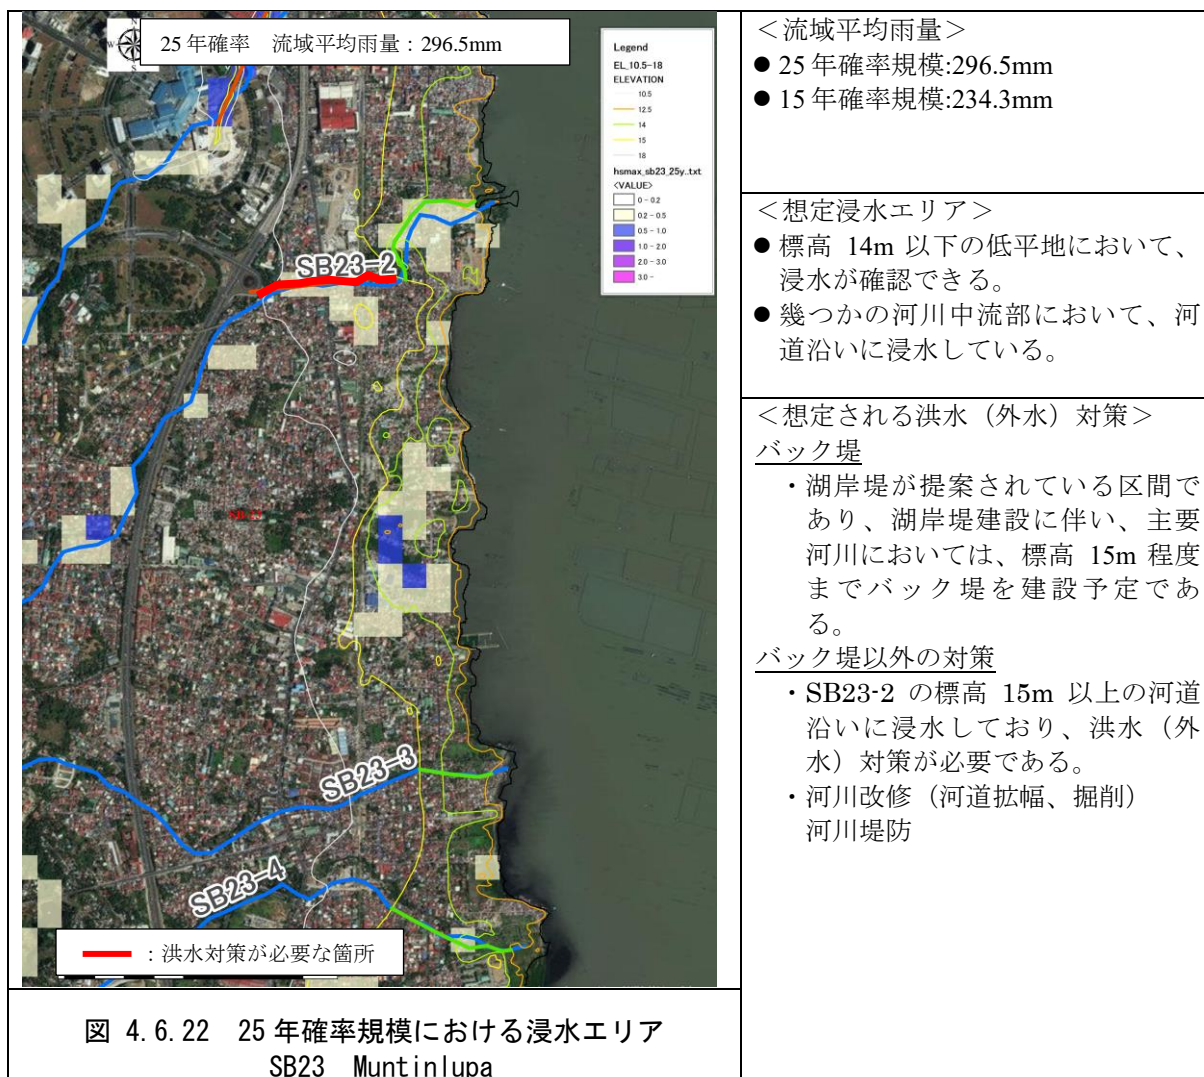 25 年確率　流域平均雨量：296.5mm
N
W
S
Legend
EL_10.5-18
ELEVATION
10.5
12.5
14
15
18
hsmax_sb23_25y..txt
<VALUE>
0 - 0.2
0.2 - 0.5
0.5 - 1.0
1.0 - 2.0
2.0 - 3.0
3.0 -
SB23-2
SB-23
SB23-3
SB23-4
：洪水対策が必要な箇所
図 4.6.22　25 年確率規模における浸水エリア
SB23　Muntinlupa
＜流域平均雨量＞
● 25 年確率規模:296.5mm
● 15 年確率規模:234.3mm
＜想定浸水エリア＞
● 標高 14m 以下の低平地において、
浸水が確認できる。
● 幾つかの河川中流部において、河
道沿いに浸水している。
＜想定される洪水（外水）対策＞
バック堤
・湖岸堤が提案されている区間で
あり、湖岸堤建設に伴い、主要
河川においては、標高 15m 程度
までバック堤を建設予定であ
る。
バック堤以外の対策
・SB23-2 の標高 15m 以上の河道
沿いに浸水しており、洪水（外
水）対策が必要である。
・河川改修（河道拡幅、掘削）
河川堤防